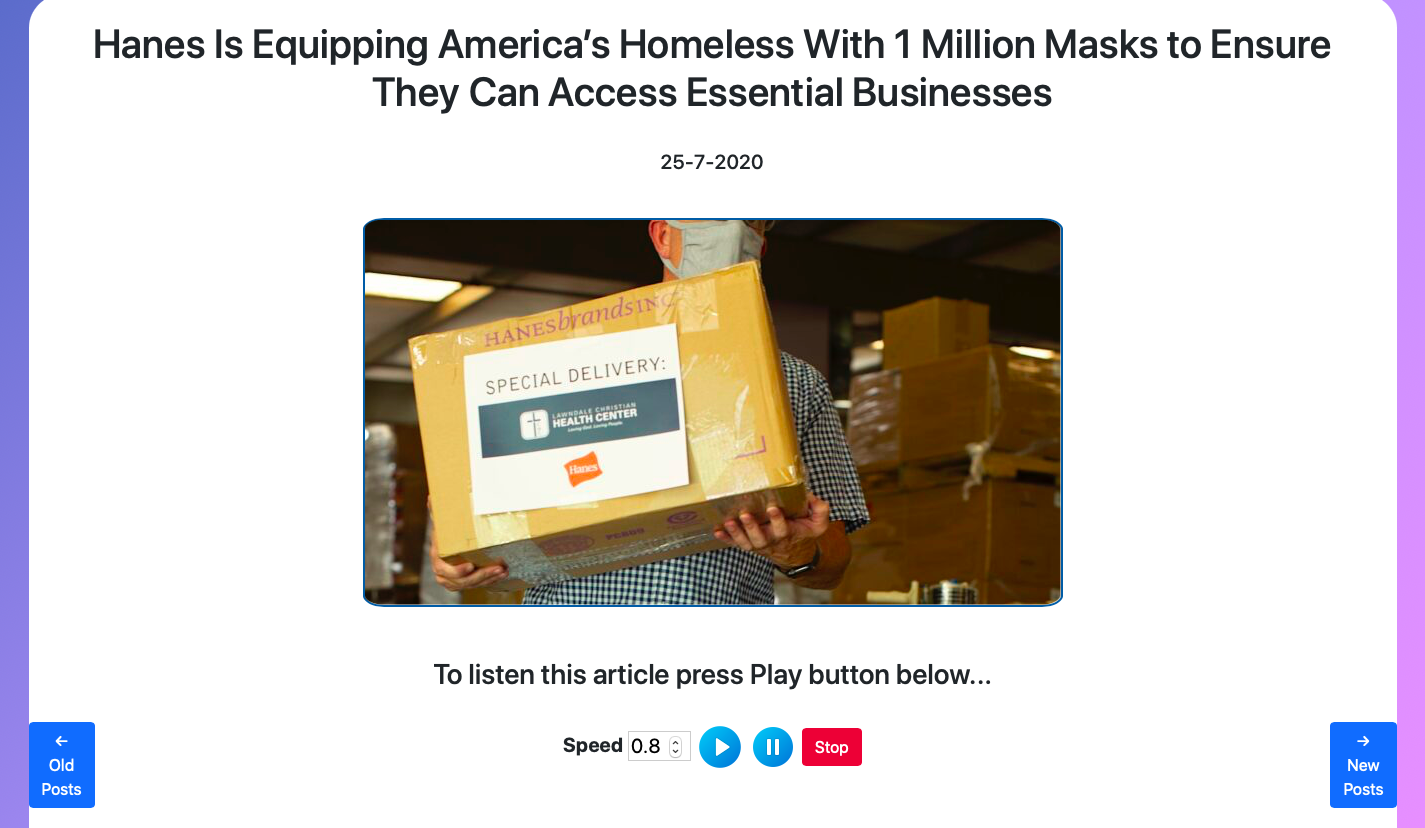 Hanes Is Equipping America’s Homeless With 1 Million Masks to Ensure
They Can Access Essential Businesses
25-7-2020
HANESbrandsINC
SPECIAL DELIVERY:
LAWNDALE CHRISTIAN
HEALTH CENTER
Loving God. Loving People.
Hanes
To listen this article press Play button below...
Speed 0.8 Stop
←
Old
Posts
→
New
Posts